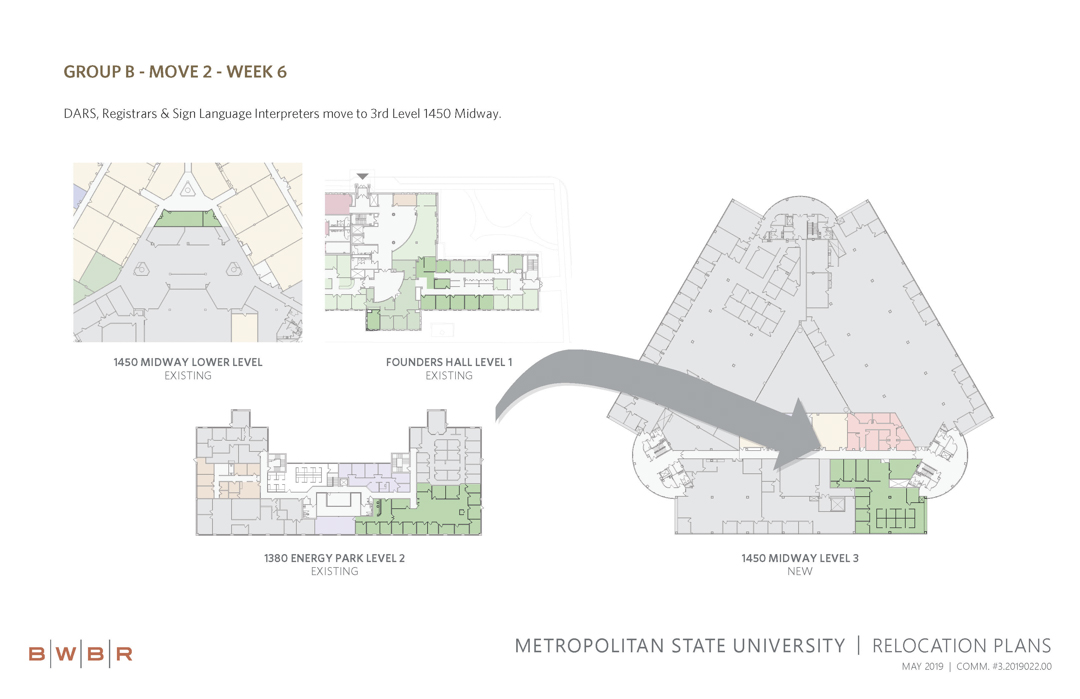 GROUP B - MOVE 2 - WEEK 6
DARS, Registrars & Sign Language Interpreters move to 3rd Level 1450 Midway.
1450 MIDWAY LOWER LEVEL
EXISTING
FOUNDERS HALL LEVEL 1
EXISTING
1380 ENERGY PARK LEVEL 2
EXISTING
1450 MIDWAY LEVEL 3
NEW
BWBR
METROPOLITAN STATE UNIVERSITY | RELOCATION PLANS
MAY 2019 | COMM. #3.2019022.00